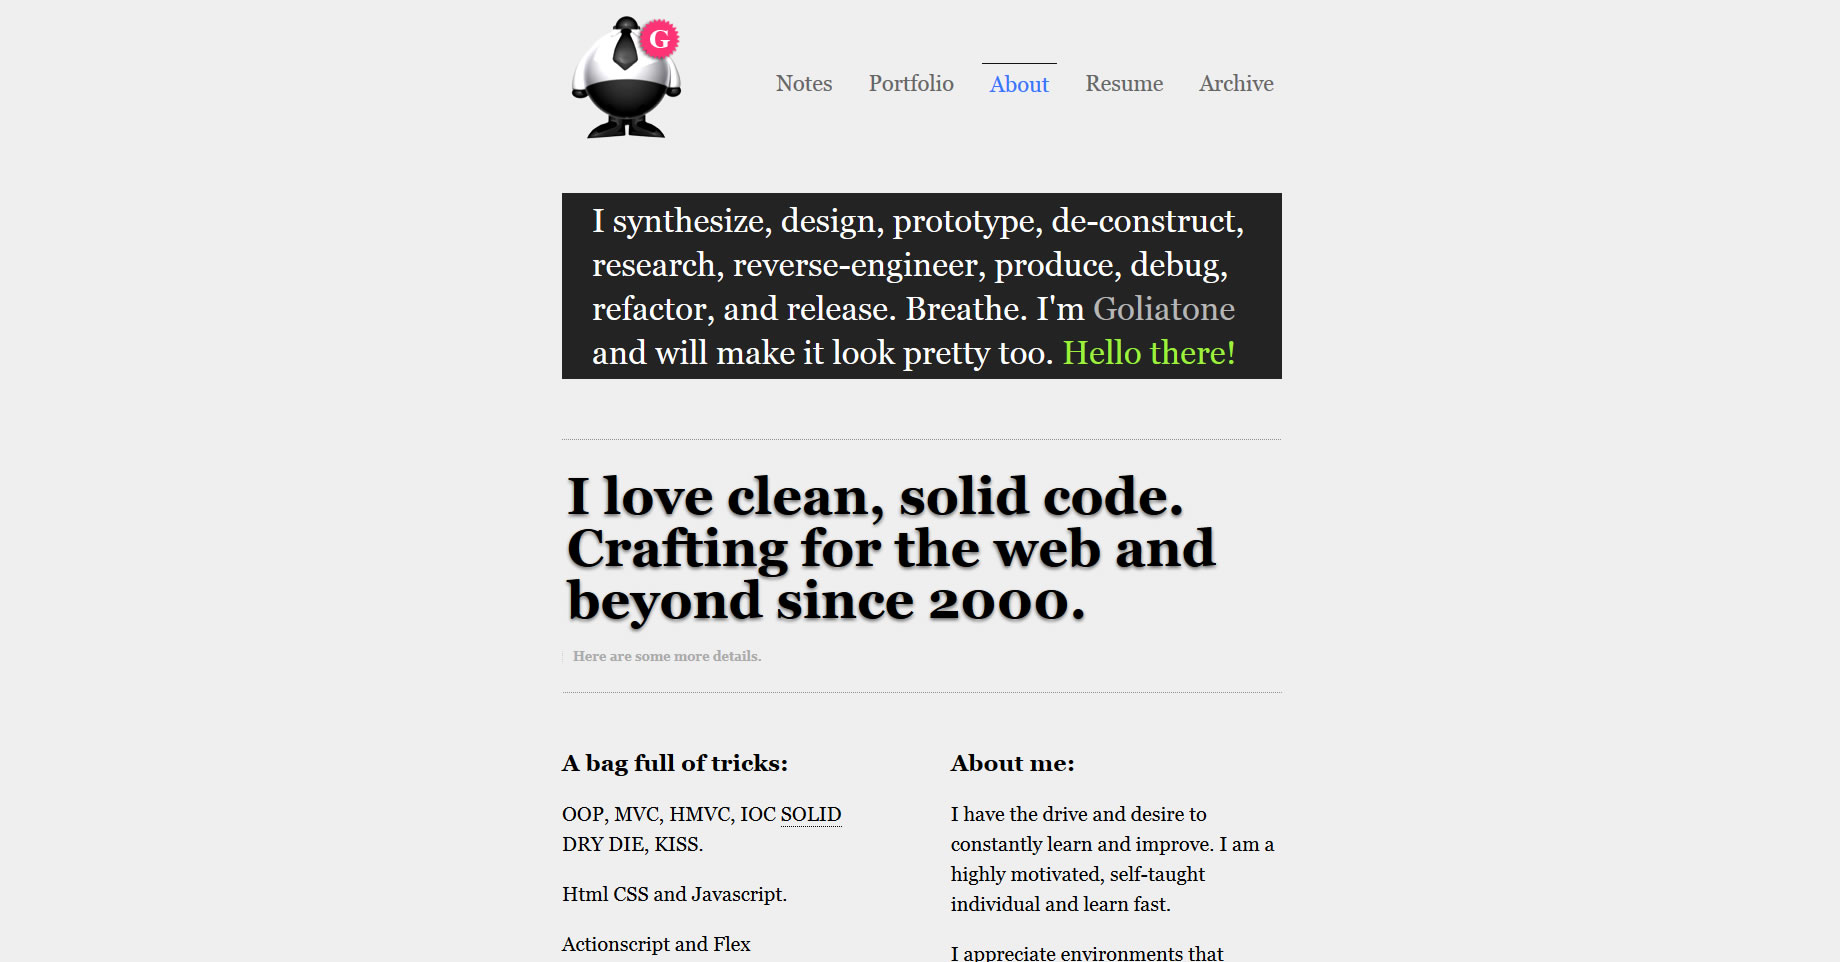 G
Notes Portfolio About Resume Archive
I synthesize, design, prototype, de-construct,
research, reverse-engineer, produce, debug,
refactor, and release. Breathe. I'm Goliatone
and will make it look pretty too. Hello there!
I love clean, solid code.
Crafting for the web and
beyond since 2000.
Here are some more details.
A bag full of tricks:
OOP, MVC, HMVC, IOC SOLID
DRY DIE, KISS.
Html CSS and Javascript.
Actionscript and Flex
About me:
I have the drive and desire to
constantly learn and improve. I am a
highly motivated, self-taught
individual and learn fast.
I appreciate environments that